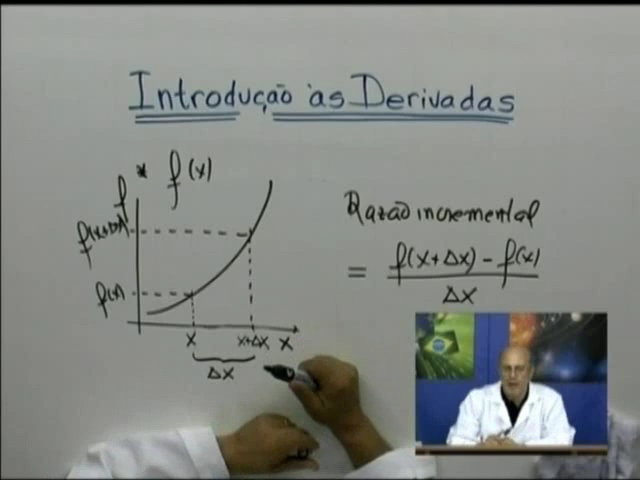 Introdução às Derivadas
* f(x)
f
f(x+Δx)
f(x)
x
x+Δx
x
Δx
Razão incremental
= f(x+Δx) - f(x)
Δx